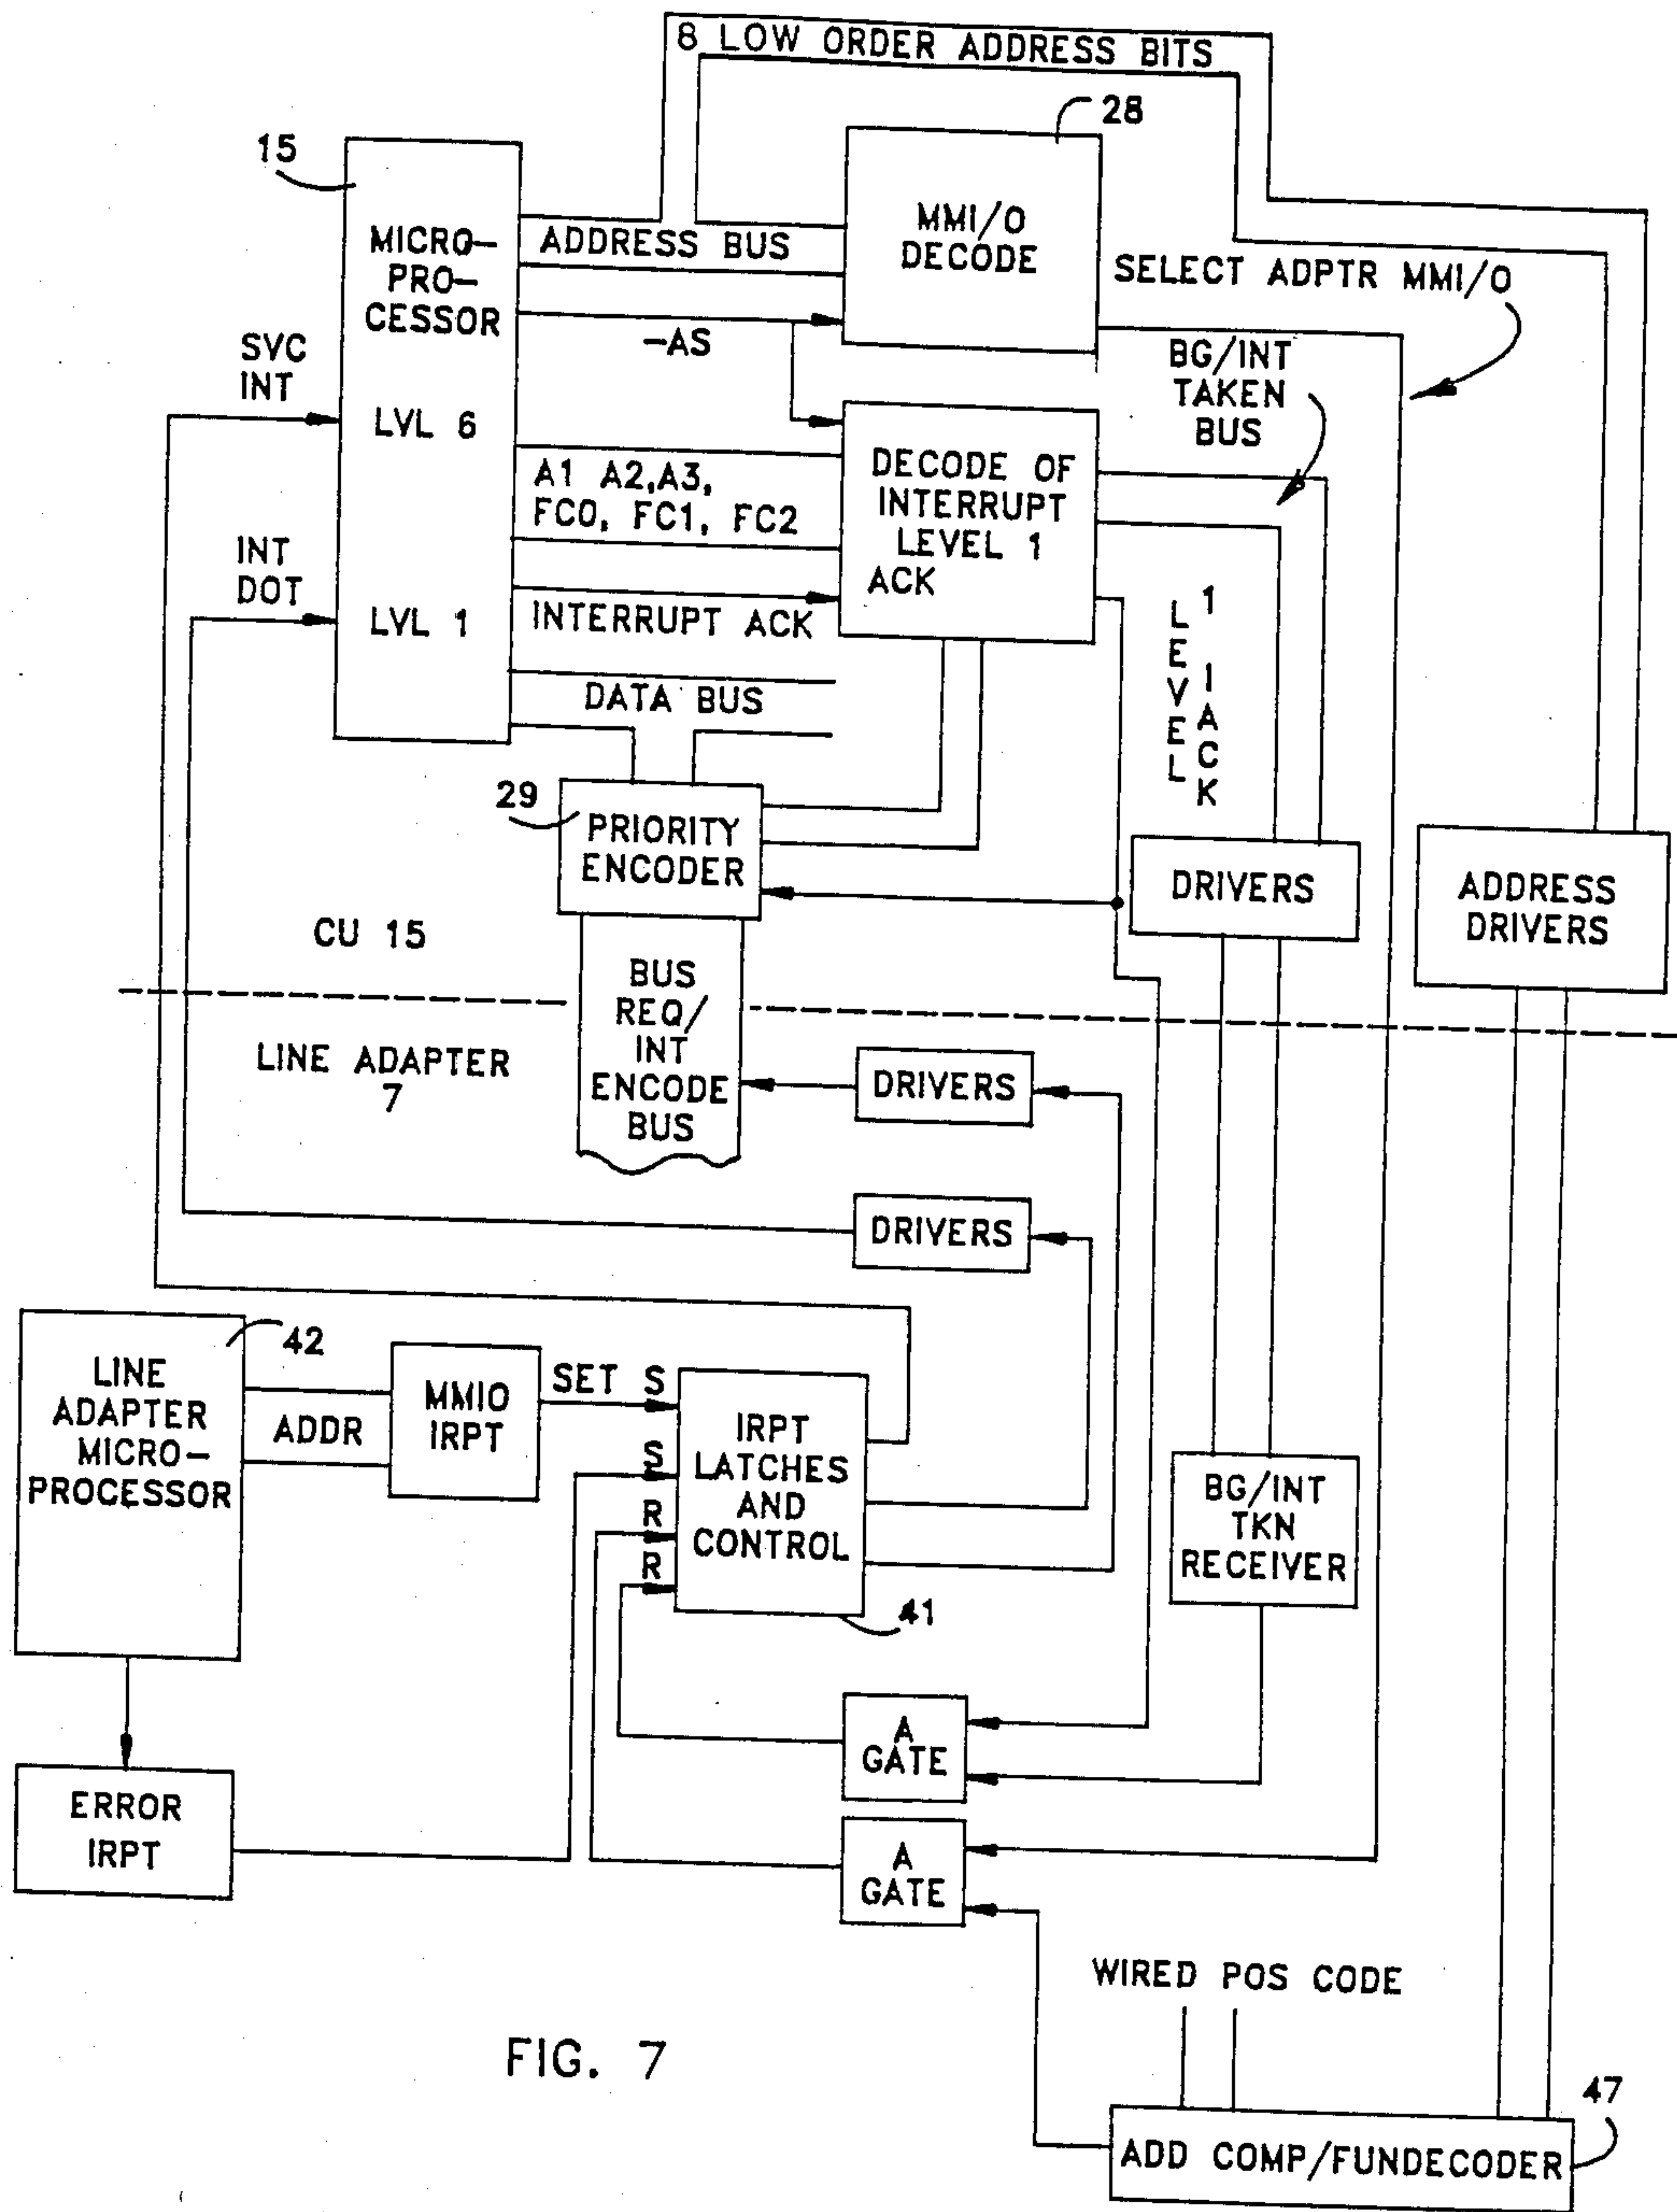 8 LOW ORDER ADDRESS BITS
28
15
MICRO-
PRO-
CESSOR
ADDRESS BUS
MMI/O
DECODE
SELECT ADPTR MMI/O
-AS
SVC
INT
LVL 6
BG/INT
TAKEN
BUS
A1 A2,A3,
FC0, FC1, FC2
DECODE OF
INTERRUPT
LEVEL 1
ACK
INT
DOT
LVL 1
INTERRUPT ACK
LEVEL
1 IACK
DATA BUS
29
PRIORITY
ENCODER
DRIVERS
ADDRESS
DRIVERS
CU 15
BUS
REQ/
INT
ENCODE
BUS
LINE ADAPTER
7
DRIVERS
DRIVERS
42
LINE
ADAPTER
MICRO-
PROCESSOR
ADDR
MMIO
IRPT
SET S
S
R
R
IRPT
LATCHES
AND
CONTROL
41
BG/INT
TKN
RECEIVER
A
GATE
ERROR
IRPT
A
GATE
WIRED POS CODE
FIG. 7
47
ADD COMP/FUNDECODER